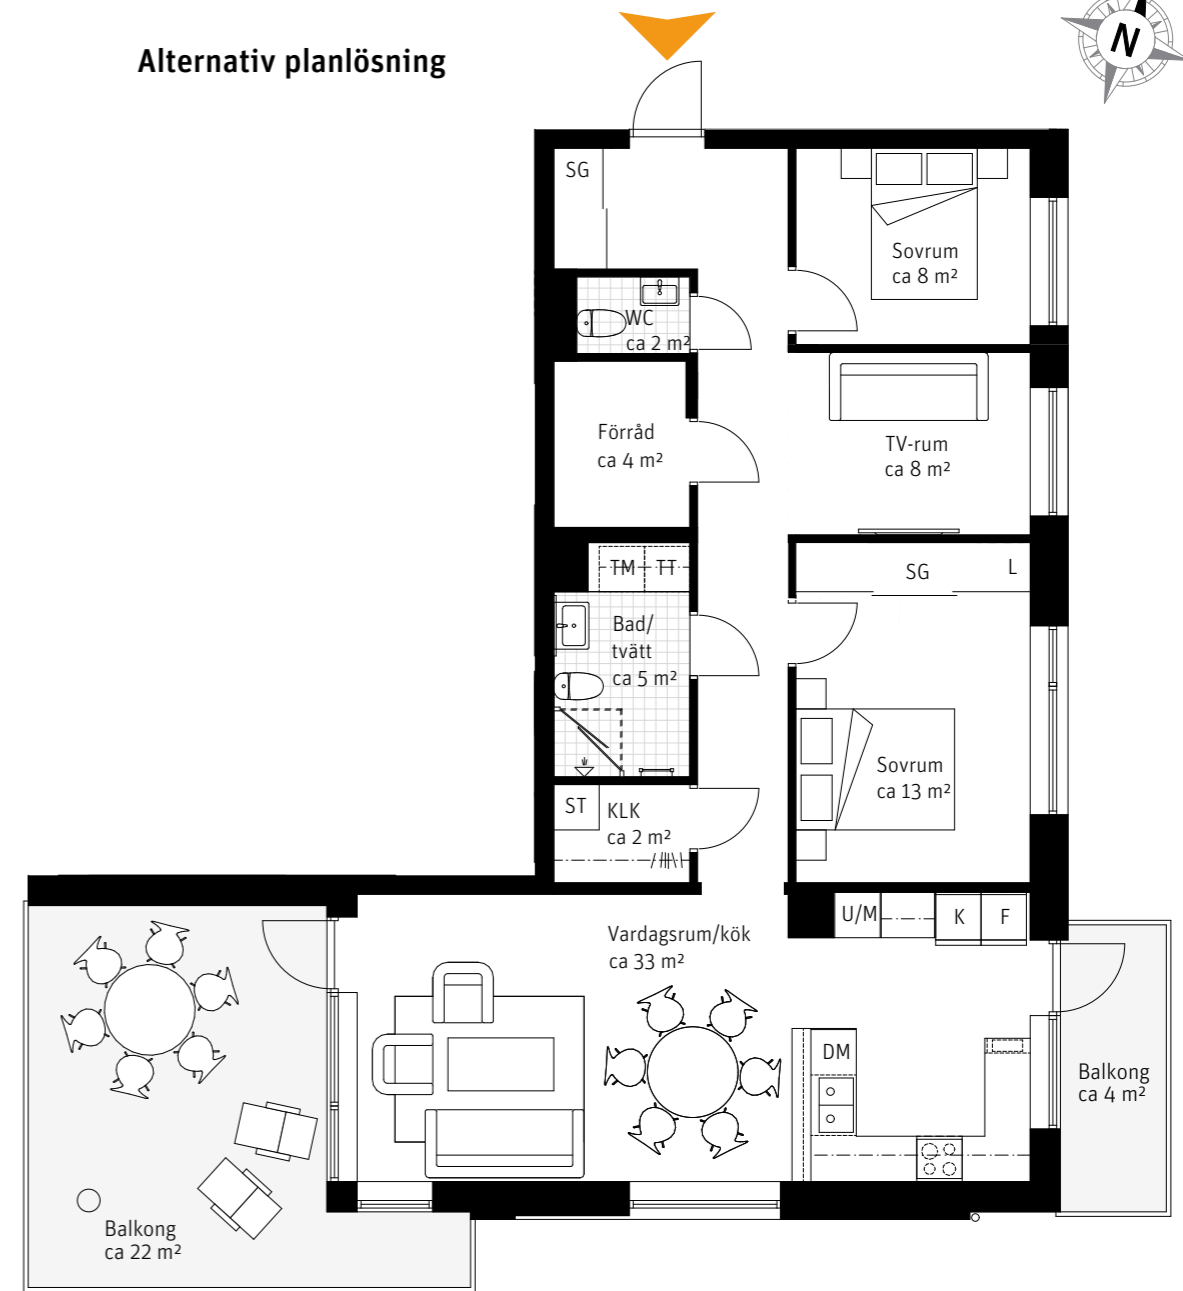 Alternativ planlösning
N
SG
Sovrum
ca 8 m²
WC
ca 2 m²
Förråd
ca 4 m²
TV-rum
ca 8 m²
TM
TT
SG
L
Bad/
tvätt
ca 5 m²
Sovrum
ca 13 m²
ST
KLK
ca 2 m²
U/M
K
F
Vardagsrum/kök
ca 33 m²
DM
Balkong
ca 4 m²
Balkong
ca 22 m²